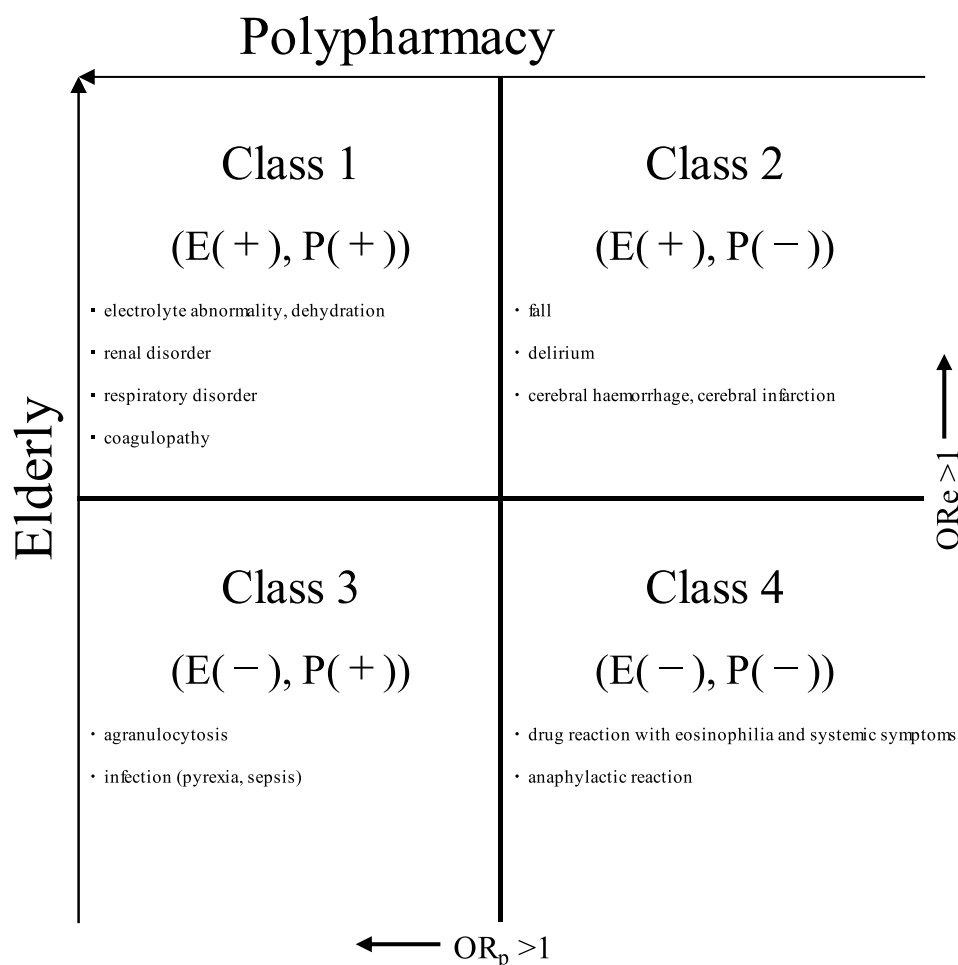 Polypharmacy
Elderly
Class 1
(E(+), P(+))
· electrolyte abnormality, dehydration
· renal disorder
· respiratory disorder
· coagulopathy
Class 2
(E(+), P(−))
· fall
· delirium
· cerebral haemorrhage, cerebral infarction
ORe >1
Class 3
(E(−), P(+))
· agranulocytosis
· infection (pyrexia, sepsis)
Class 4
(E(−), P(−))
· drug reaction with eosinophilia and systemic symptoms
· anaphylactic reaction
ORp >1